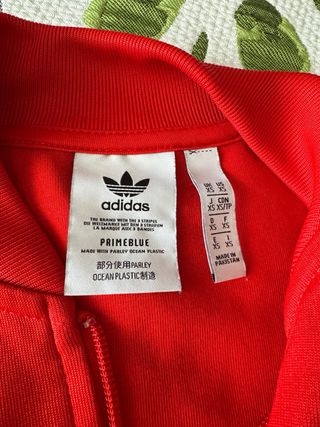 adidas
THE BRAND WITH THE 3 STRIPES
DIE WELTMARKE MIT DEN 3 STREIFEN
LA MARQUE AUX 3 BANDES
PRIMEBLUE
MADE WITH PARLEY OCEAN PLASTIC
部分使用PARLEY
OCEAN PLASTIC制造
UK US
XS XS
J CDN
XS XS/TP
D F
XS XS
E I
XS XS
MADE IN
PAKISTAN